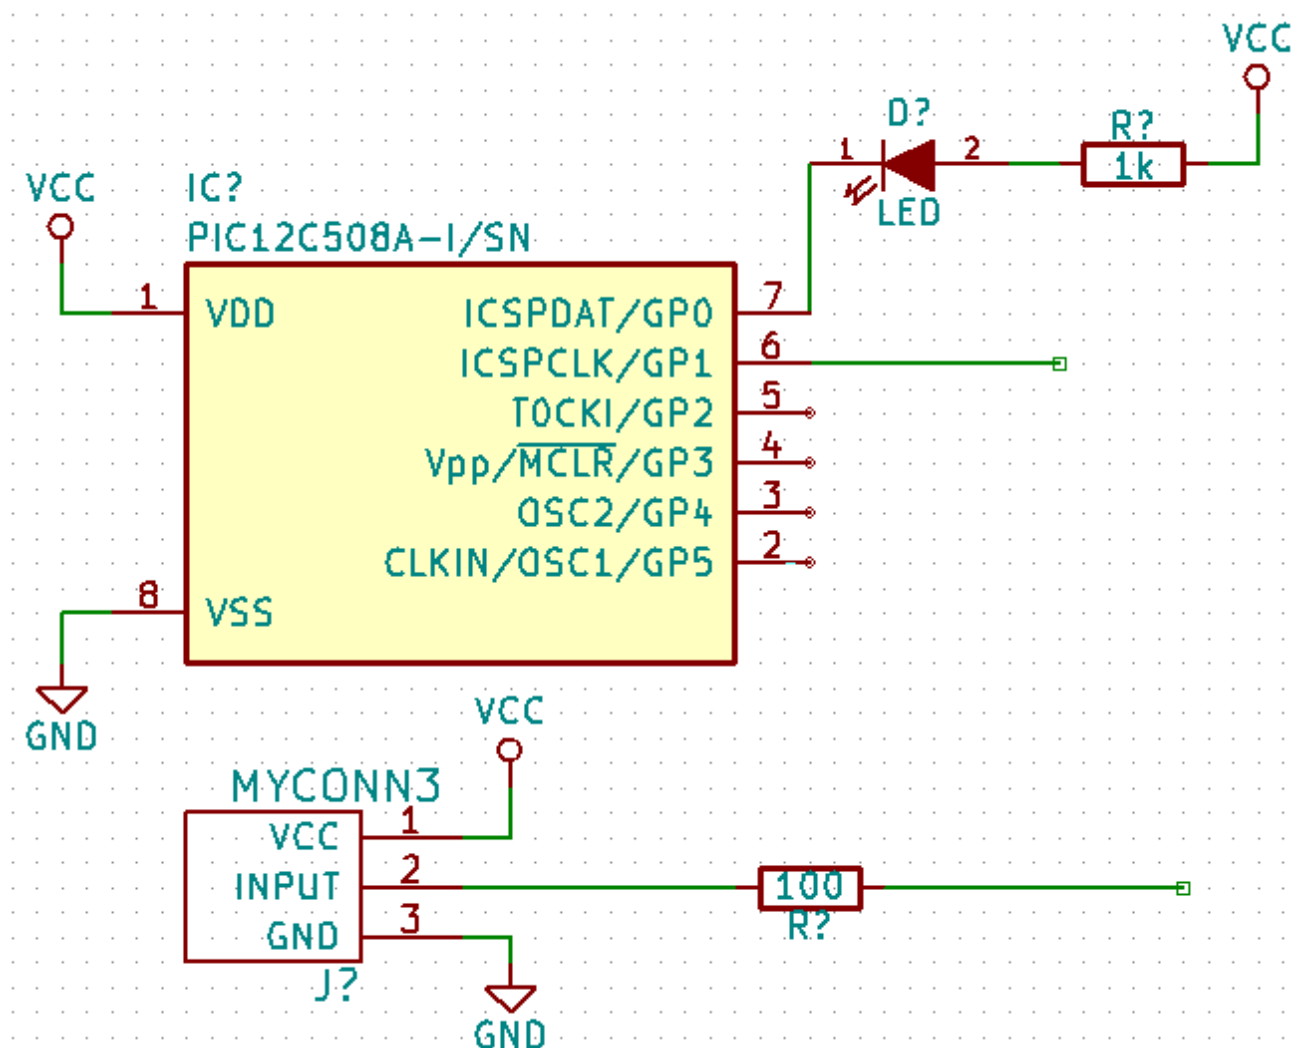 VCC
D?
R?
1 2
1k
LED
VCC
IC?
PIC12C508A-I/SN
1 VDD
ICSPDAT/GP0 7
ICSPCLK/GP1 6
T0CKI/GP2 5
Vpp/MCLR/GP3 4
OSC2/GP4 3
CLKIN/OSC1/GP5 2
8 VSS
GND
VCC
MYCONN3
VCC 1
INPUT 2
GND 3
100
R?
J?
GND